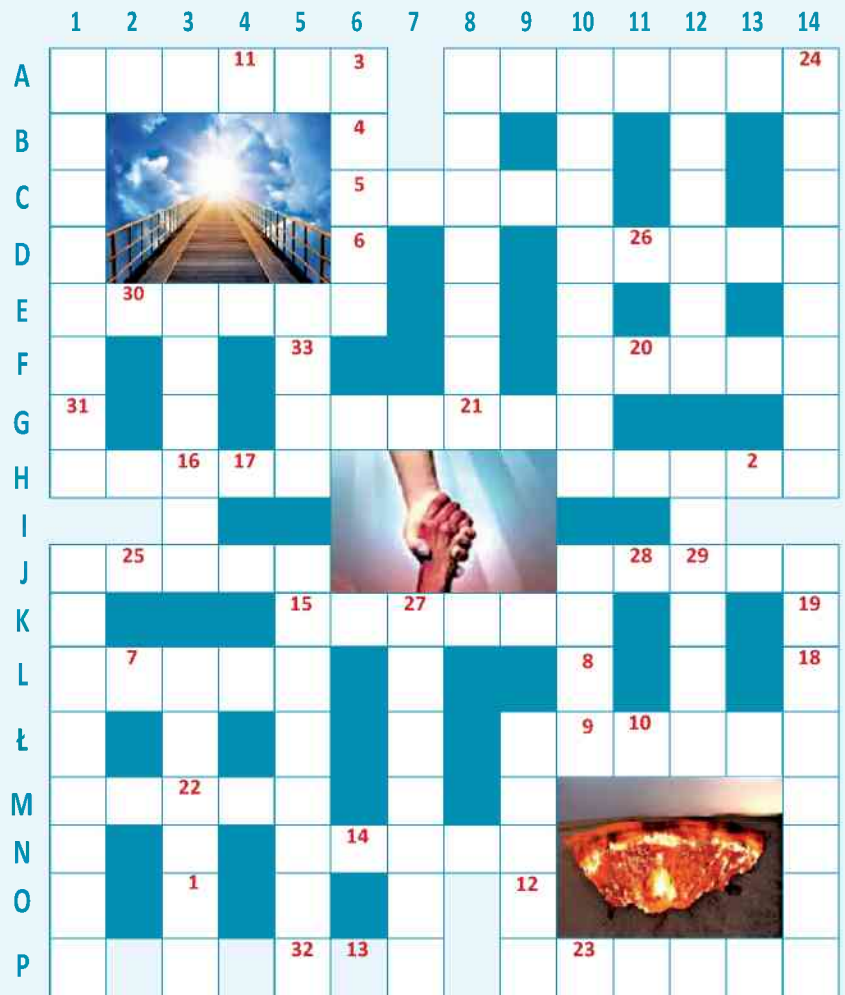 1 2 3 4 5 6 7 8 9 10 11 12 13 14
A 11 3 24
B 4
C 5
D 6 26
E 30
F 33 20
G 31 21
H 16 17 2
I
J 25 28 29
K 15 27 19
L 7 8 18
Ł 9 10
M 22
N 14
O 1 12
P 32 13 23